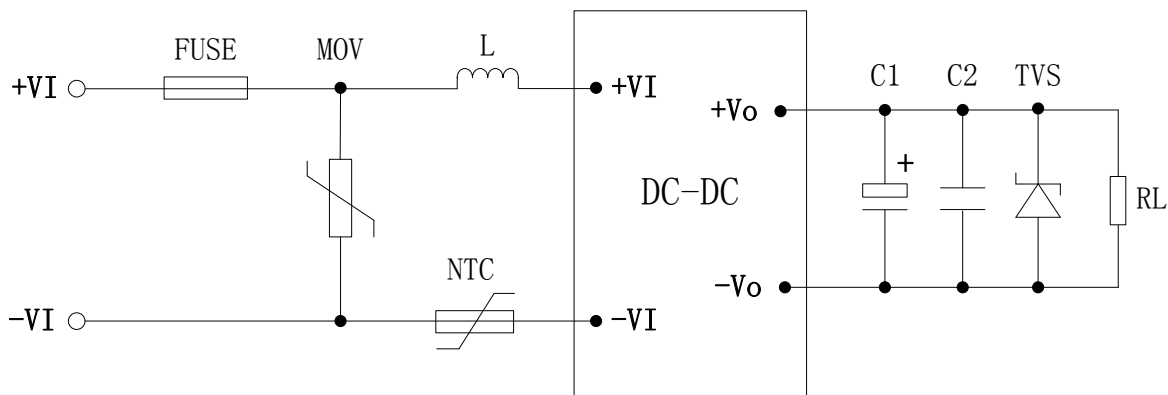 FUSE
MOV
L
+VI
+VI
C1
C2
TVS
+Vo
+
DC-DC
RL
NTC
-Vo
-VI
-VI